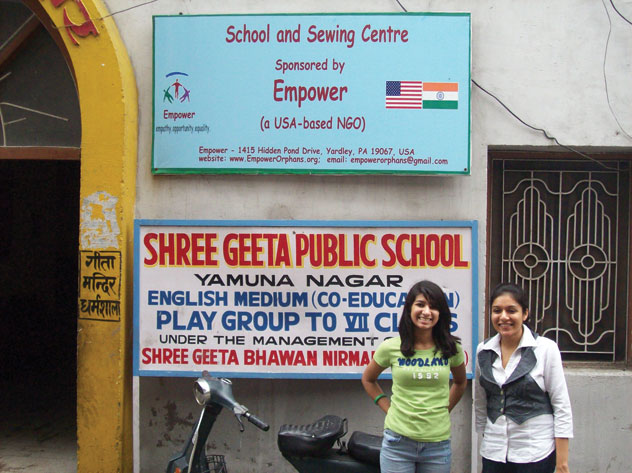 School and Sewing Centre
Sponsored by
Empower
(a USA-based NGO)
Empower
empathy, opportunity, equality
Empower - 1415 Hidden Pond Drive, Yardley, PA 19067, USA
website: www.EmpowerOrphans.org; email: empowerorphans@gmail.com
SHREE GEETA PUBLIC SCHOOL
YAMUNA NAGAR
ENGLISH MEDIUM (CO-EDUCATION)
PLAY GROUP TO VII
UNDER THE MANAGEMENT
SHREE GEETA BHAWAN
गीता
मन्दिर
धर्मशाला
WOODLAND